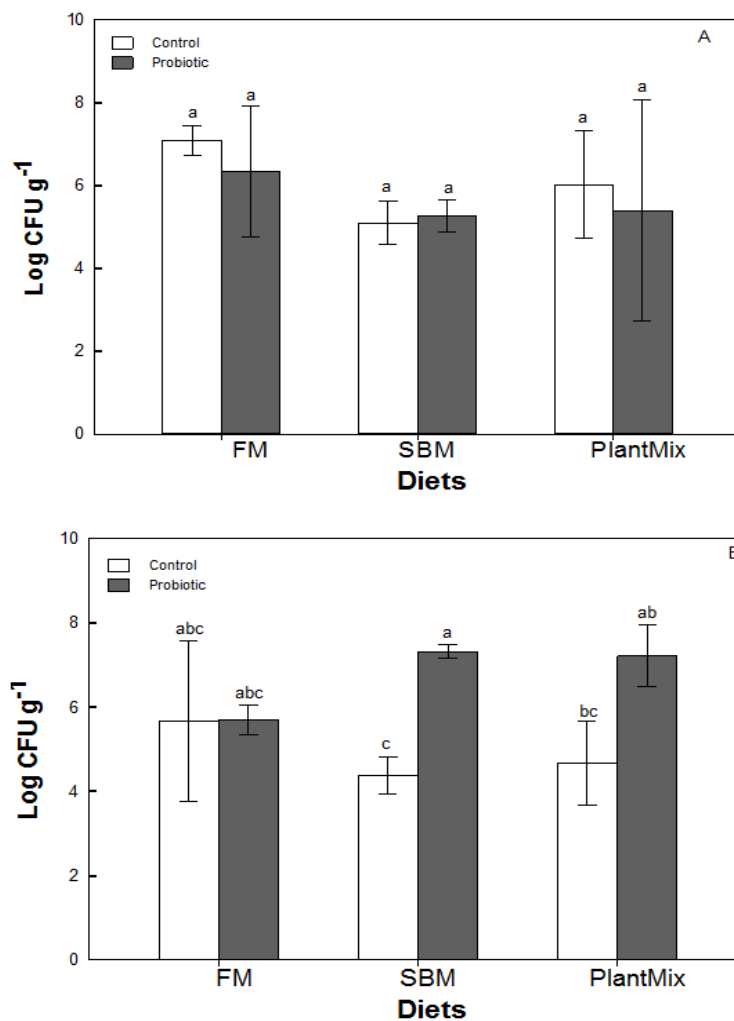 10
A
Control
Probiotic
8
6
4
2
0
Log CFU g-1
a
a
a
a
a
a
FM
SBM
PlantMix
Diets
10
Control
Probiotic
8
6
4
2
0
Log CFU g-1
abc
abc
c
a
bc
ab
FM
SBM
PlantMix
Diets